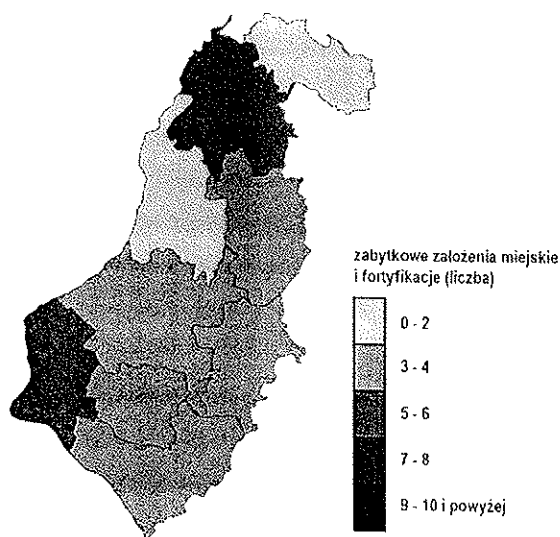 zabytkowe założenia miejskie
i fortyfikacje (liczba)
0 - 2
3 - 4
5 - 6
7 - 8
9 - 10 i powyżej